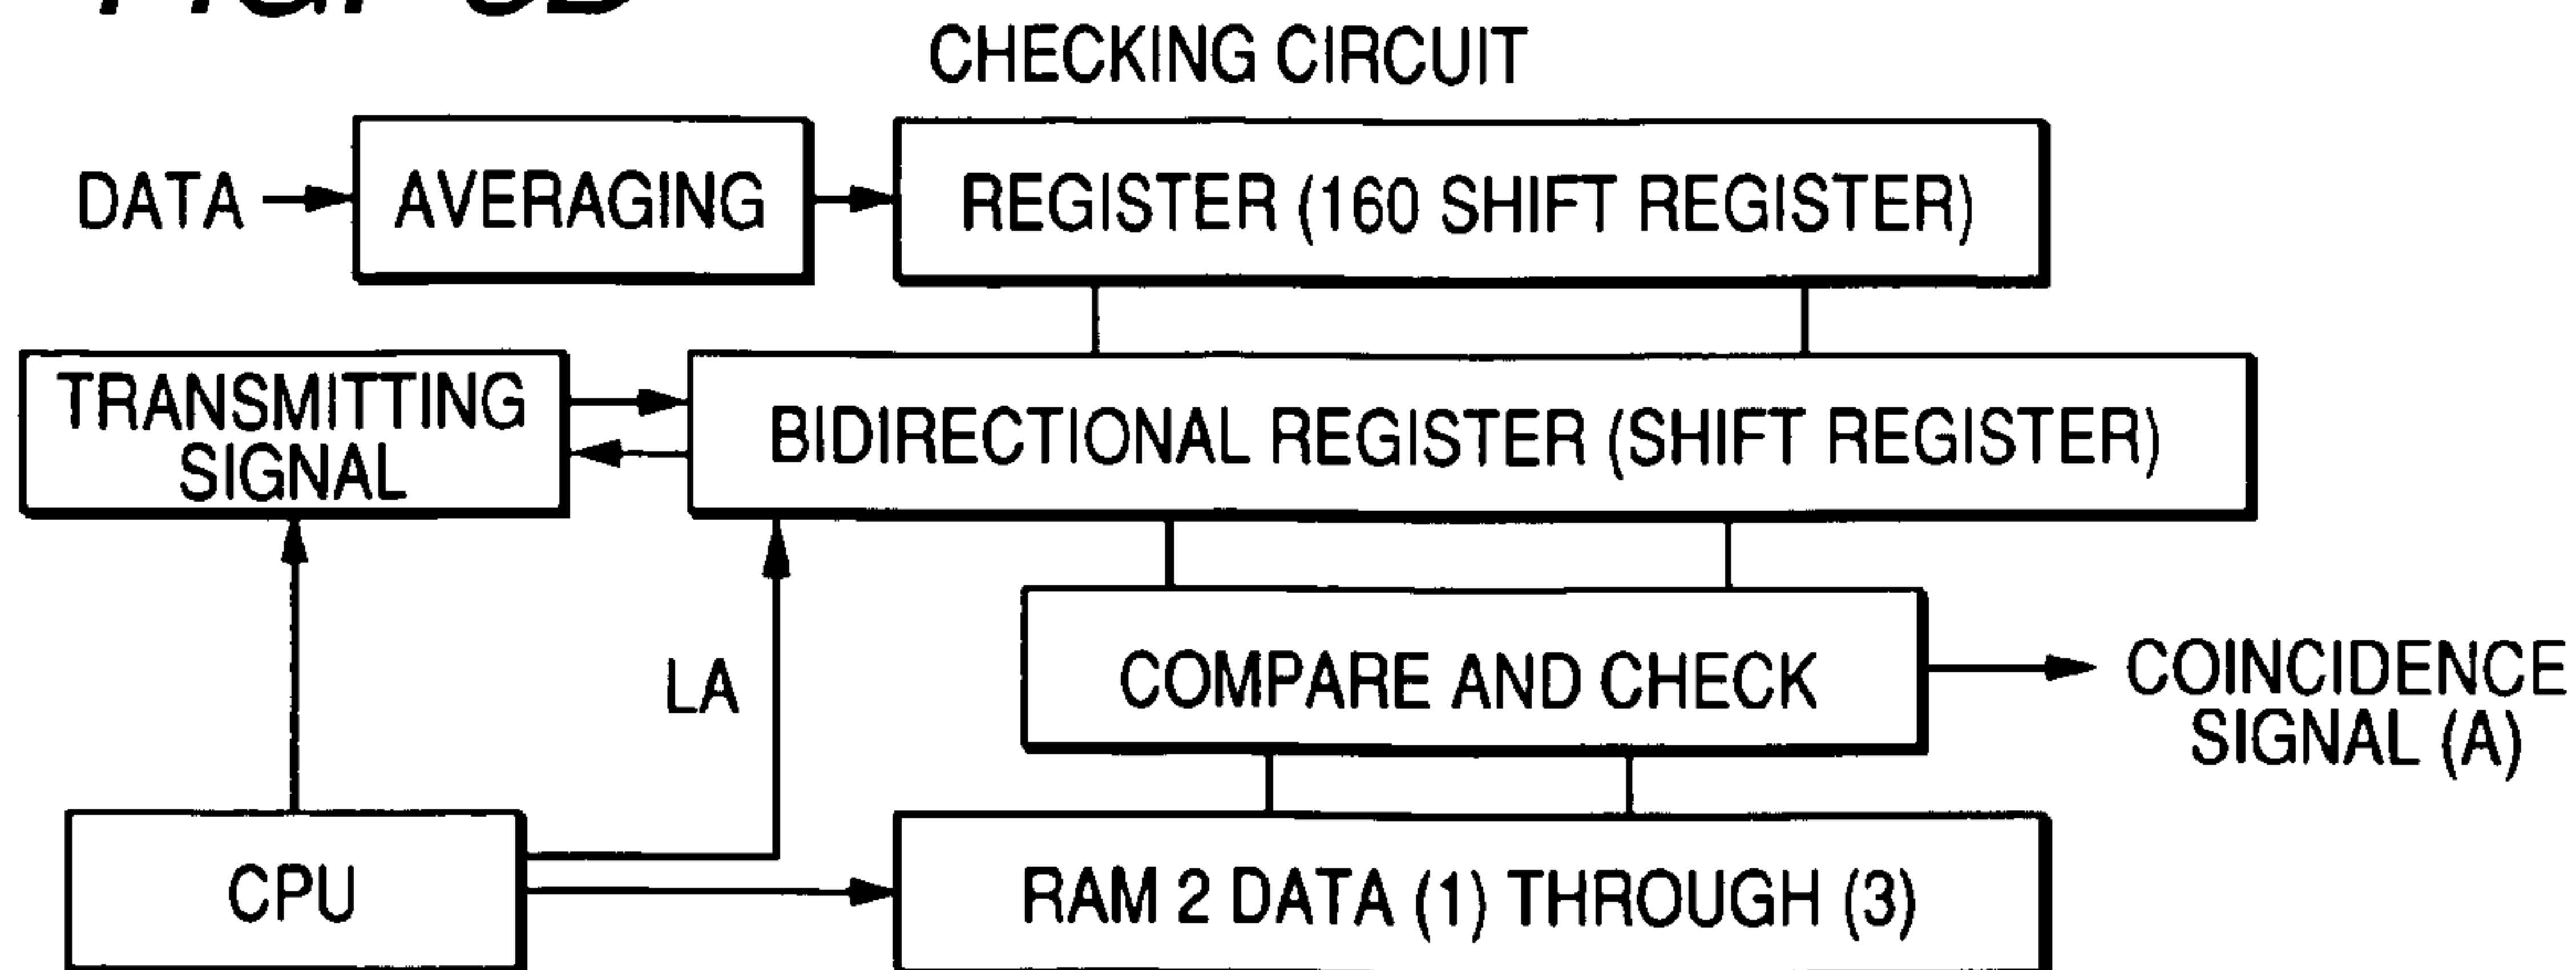 CHECKING CIRCUIT
DATA
AVERAGING
REGISTER (160 SHIFT REGISTER)
TRANSMITTING
SIGNAL
BIDIRECTIONAL REGISTER (SHIFT REGISTER)
LA
COMPARE AND CHECK
COINCIDENCE
SIGNAL (A)
CPU
RAM 2 DATA (1) THROUGH (3)